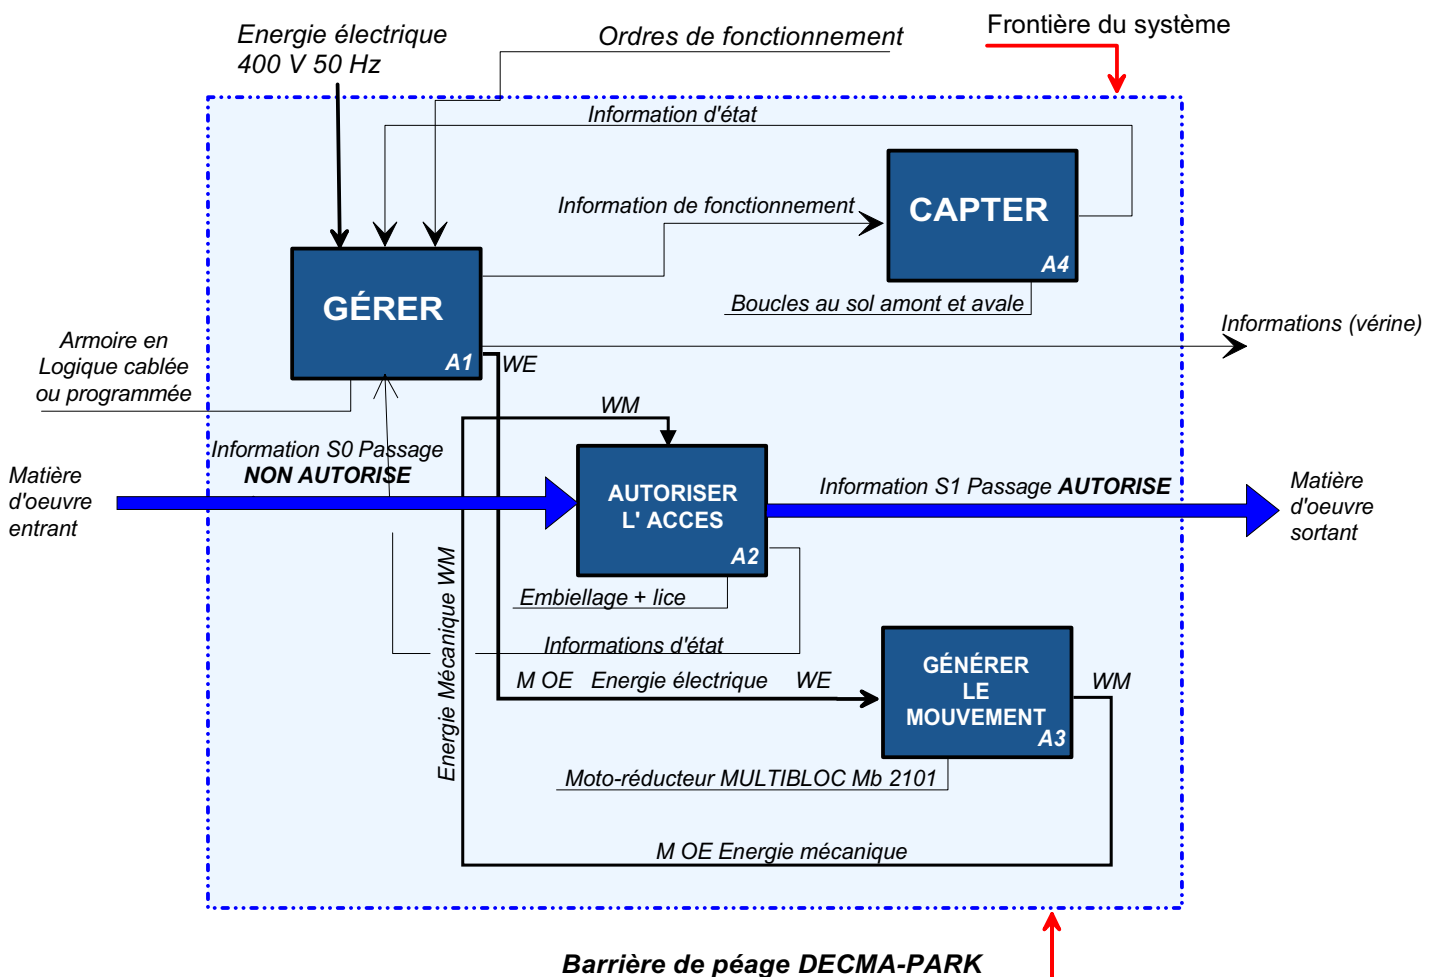 Energie électrique
400 V 50 Hz
Ordres de fonctionnement
Frontière du système
Information d'état
Information de fonctionnement
CAPTER
A4
Boucles au sol amont et avale
GÉRER
A1
Informations (vérine)
Armoire en
Logique cablée
ou programmée
WE
WM
Information S0 Passage
NON AUTORISE
Matière
d'oeuvre
entrant
AUTORISER
L' ACCES
A2
Information S1 Passage AUTORISE
Matière
d'oeuvre
sortant
Embiellage + lice
Informations d'état
Energie Mécanique WM
M OE Energie électrique WE
GÉNÉRER
LE
MOUVEMENT
A3
WM
Moto-réducteur MULTIBLOC Mb 2101
M OE Energie mécanique
Barrière de péage DECMA-PARK